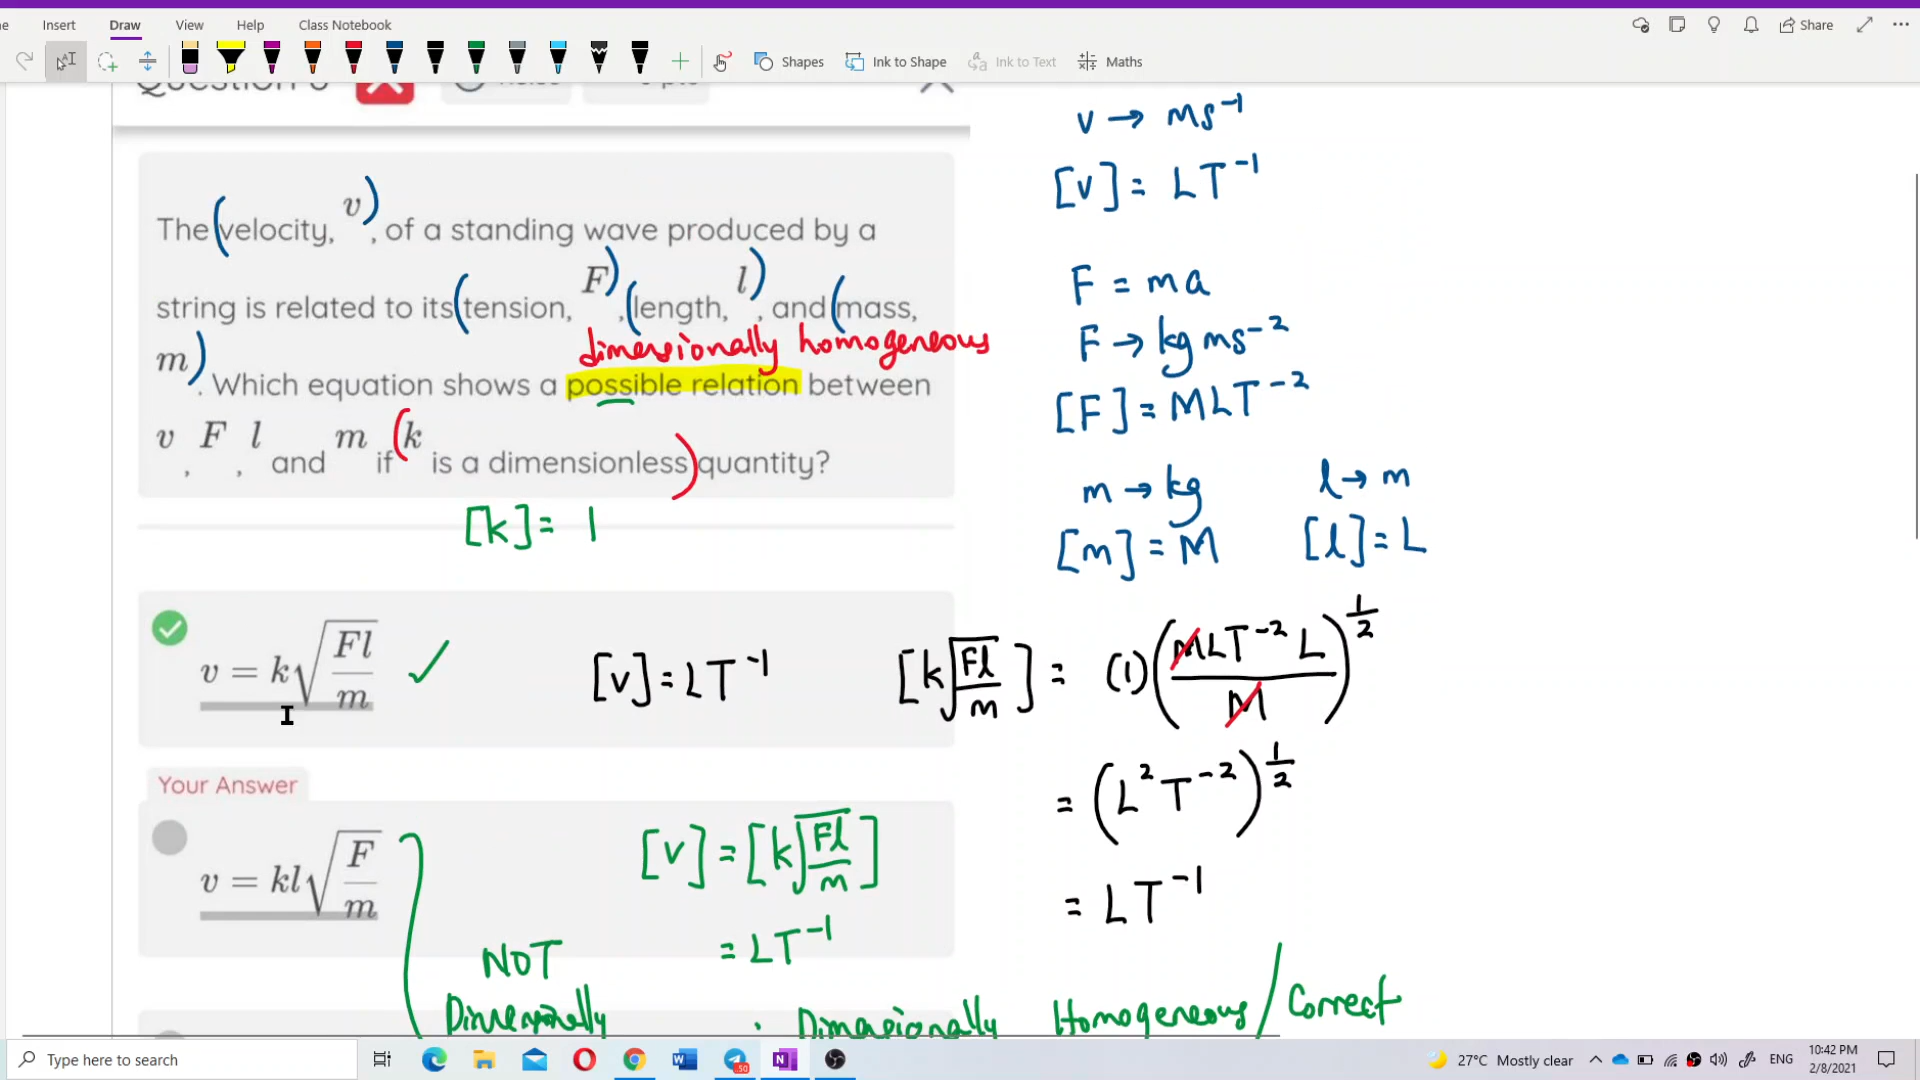 Insert Draw View Help Class Notebook Share
Shapes Ink to Shape Ink to Text Maths
The (velocity, v), of a standing wave produced by a
string is related to its (tension, F), (length, l), and (mass,
dimensionally homogeneous
m). Which equation shows a possible relation between
v, F, l and m if (k is a dimensionless) quantity?
[k] = 1
v = k√(Fl/m) ✓
Your Answer
v = kl√(F/m)
NOT
Dimensionally
v → ms⁻¹
[v] = LT⁻¹
F = ma
F → kg ms⁻²
[F] = MLT⁻²
m → kg
[m] = M
l → m
[l] = L
[v] = LT⁻¹
[k√(Fl/m)] = (1)(MLT⁻²L/M)^½
= (L²T⁻²)^½
= LT⁻¹
[v] = [k√(Fl/m)]
= LT⁻¹
∴ Dimensionally Homogeneous / Correct
Type here to search
50
27°C Mostly clear
ENG
10:42 PM
2/8/2021